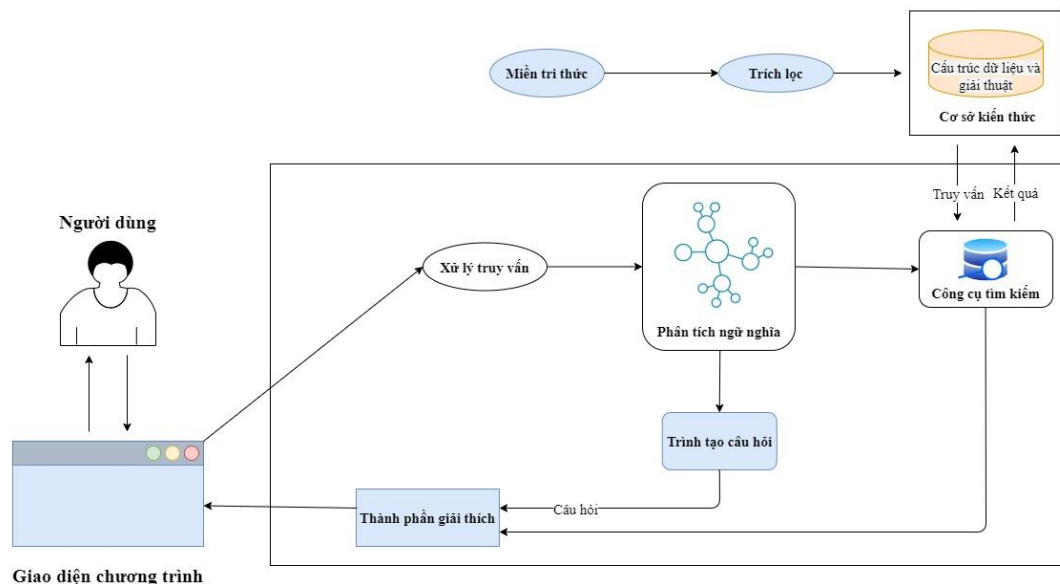 Miền tri thức
Trích lọc
Cấu trúc dữ liệu và
giải thuật
Cơ sở kiến thức
Truy vấn
Kết quả
Người dùng
Xử lý truy vấn
Công cụ tìm kiếm
Phân tích ngữ nghĩa
Trình tạo câu hỏi
Câu hỏi
Thành phần giải thích
Giao diện chương trình